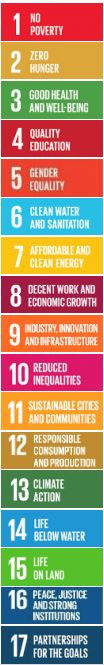 1 NO
POVERTY
2 ZERO
HUNGER
3 GOOD HEALTH
AND WELL-BEING
4 QUALITY
EDUCATION
5 GENDER
EQUALITY
6 CLEAN WATER
AND SANITATION
7 AFFORDABLE AND
CLEAN ENERGY
8 DECENT WORK AND
ECONOMIC GROWTH
9 INDUSTRY, INNOVATION
AND INFRASTRUCTURE
10 REDUCED
INEQUALITIES
11 SUSTAINABLE CITIES
AND COMMUNITIES
12 RESPONSIBLE
CONSUMPTION
AND PRODUCTION
13 CLIMATE
ACTION
14 LIFE
BELOW WATER
15 LIFE
ON LAND
16 PEACE, JUSTICE
AND STRONG
INSTITUTIONS
17 PARTNERSHIPS
FOR THE GOALS